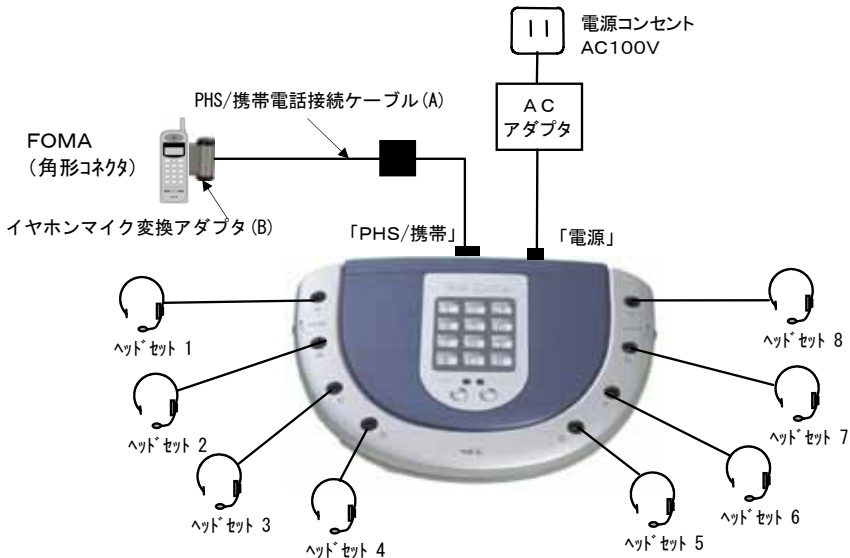 電源コンセント
AC100V
PHS/携帯電話接続ケーブル(A)
AC
アダプタ
FOMA
(角形ｺﾈｸﾀ)
イヤホンマイク変換アダプタ(B)
「PHS/携帯」
「電源」
ﾍｯﾄﾞｾｯﾄ 1
ﾍｯﾄﾞｾｯﾄ 8
ﾍｯﾄﾞｾｯﾄ 2
ﾍｯﾄﾞｾｯﾄ 7
ﾍｯﾄﾞｾｯﾄ 3
ﾍｯﾄﾞｾｯﾄ 6
ﾍｯﾄﾞｾｯﾄ 4
ﾍｯﾄﾞｾｯﾄ 5